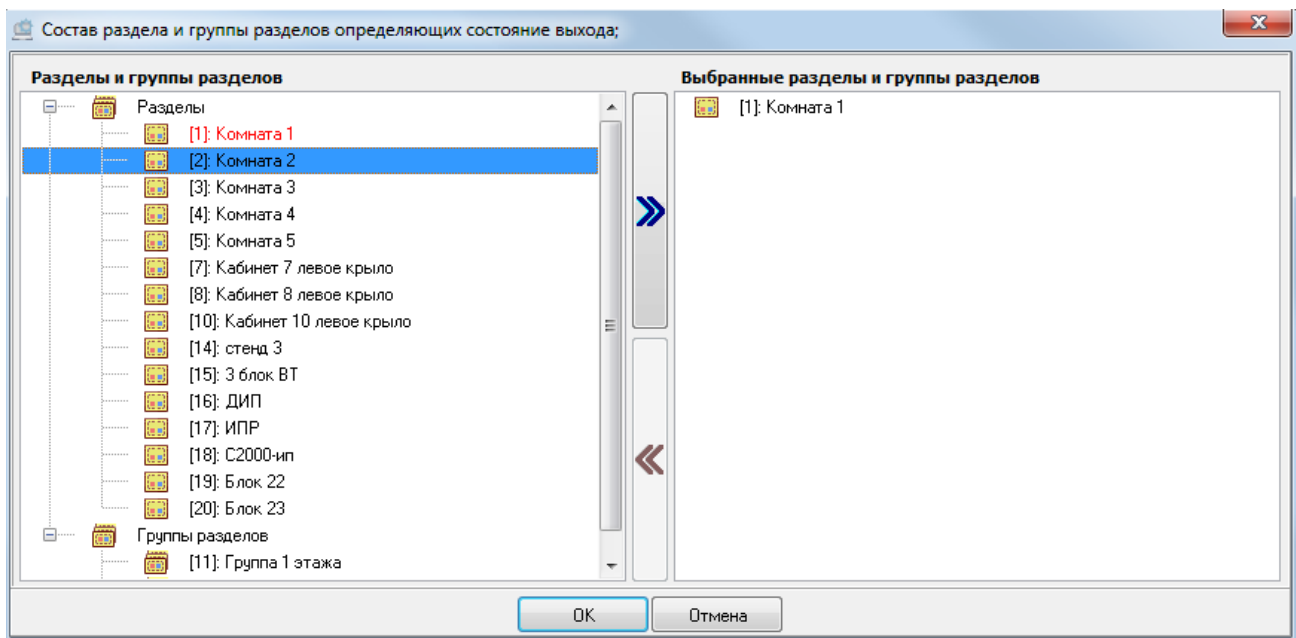 Состав раздела и группы разделов определяющих состояние выхода;
Разделы и группы разделов
Разделы
[1]: Комната 1
[2]: Комната 2
[3]: Комната 3
[4]: Комната 4
[5]: Комната 5
[7]: Кабинет 7 левое крыло
[8]: Кабинет 8 левое крыло
[10]: Кабинет 10 левое крыло
[14]: стенд 3
[15]: 3 блок ВТ
[16]: ДИП
[17]: ИПР
[18]: С2000-ип
[19]: Блок 22
[20]: Блок 23
Группы разделов
[11]: Группа 1 этажа
Выбранные разделы и группы разделов
[1]: Комната 1
OK
Отмена